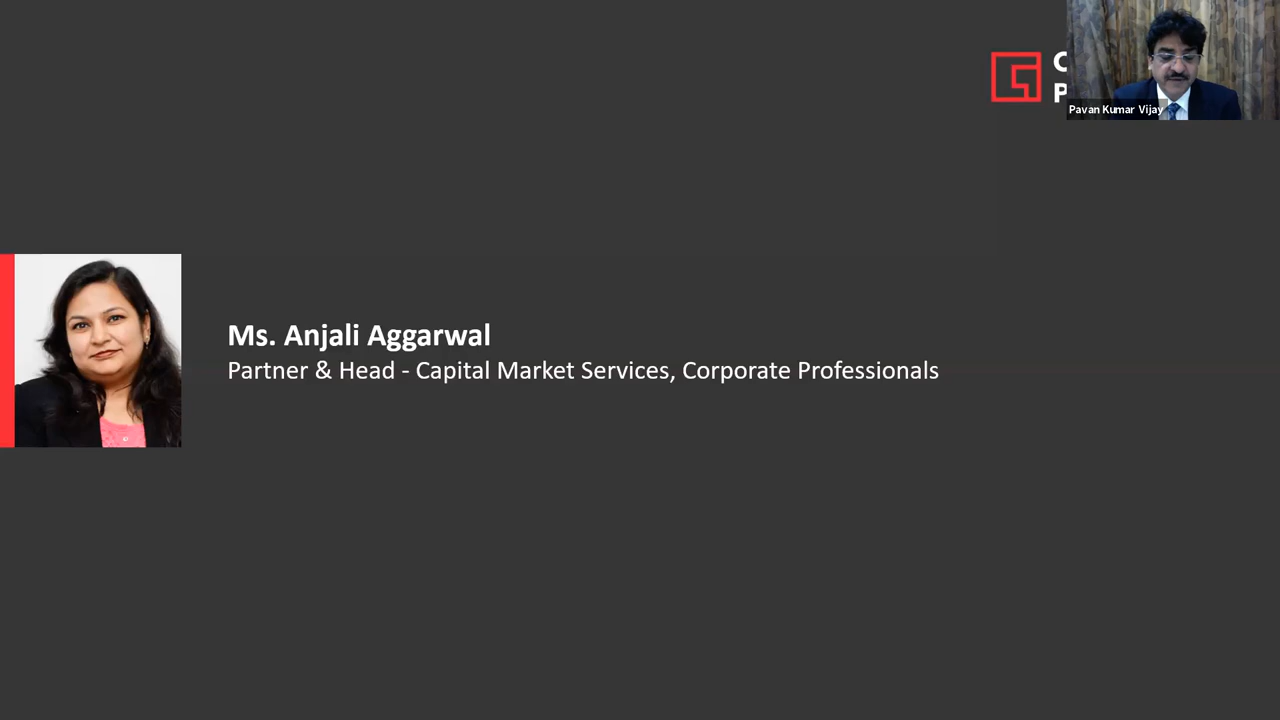 C
P
Pavan Kumar Vijay
Ms. Anjali Aggarwal
Partner & Head - Capital Market Services, Corporate Professionals